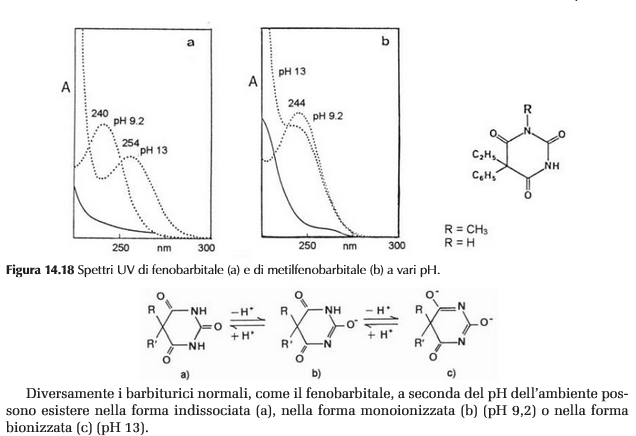 a
A
240
pH 9.2
254
pH 13
250
nm
300
b
A
pH 13
244
pH 9.2
250
nm
300
R
O
N
O
C₂H₅
C₆H₅
NH
O
R = CH₃
R = H
Figura 14.18 Spettri UV di fenobarbitale (a) e di metilfenobarbitale (b) a vari pH.
O
R
NH
O
R'
NH
O
a)
– H⁺
+ H⁺
O
R
NH
O⁻
R'
N
O
b)
– H⁺
+ H⁺
O⁻
R
N
O⁻
R'
N
O
c)
Diversamente i barbiturici normali, come il fenobarbitale, a seconda del pH dell'ambiente pos-
sono esistere nella forma indissociata (a), nella forma monoionizzata (b) (pH 9,2) o nella forma
bionizzata (c) (pH 13).